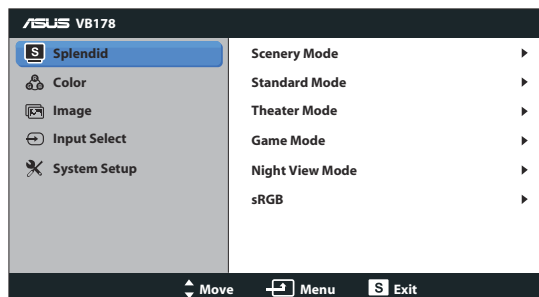 ASUS VB178
S Splendid
Color
Image
Input Select
System Setup
Scenery Mode
Standard Mode
Theater Mode
Game Mode
Night View Mode
sRGB
Move Menu S Exit